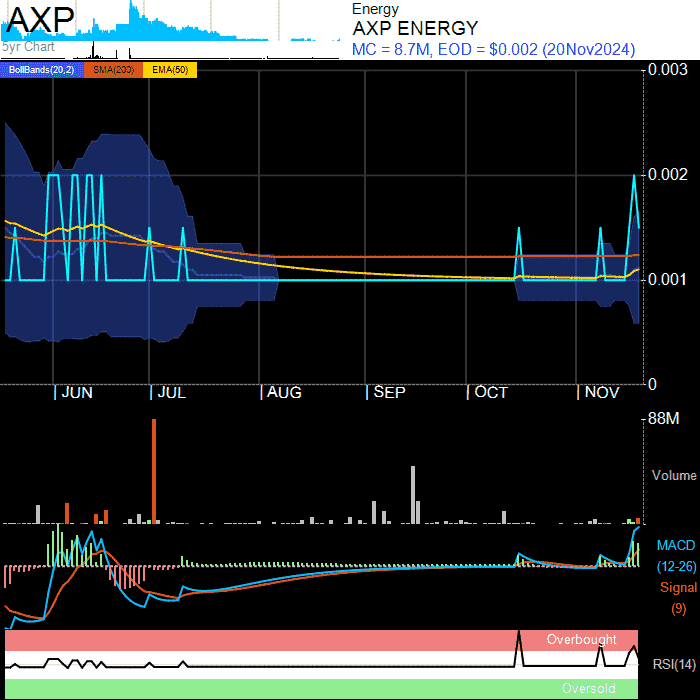 AXP
5yr Chart
Energy
AXP ENERGY
MC = 8.7M, EOD = $0.002 (20Nov2024)
BollBands(20,2) SMA(200) EMA(50)
0.003
0.002
0.001
0
JUN JUL AUG SEP OCT NOV
88M
Volume
MACD
(12-26)
Signal
(9)
Overbought
RSI(14)
Oversold